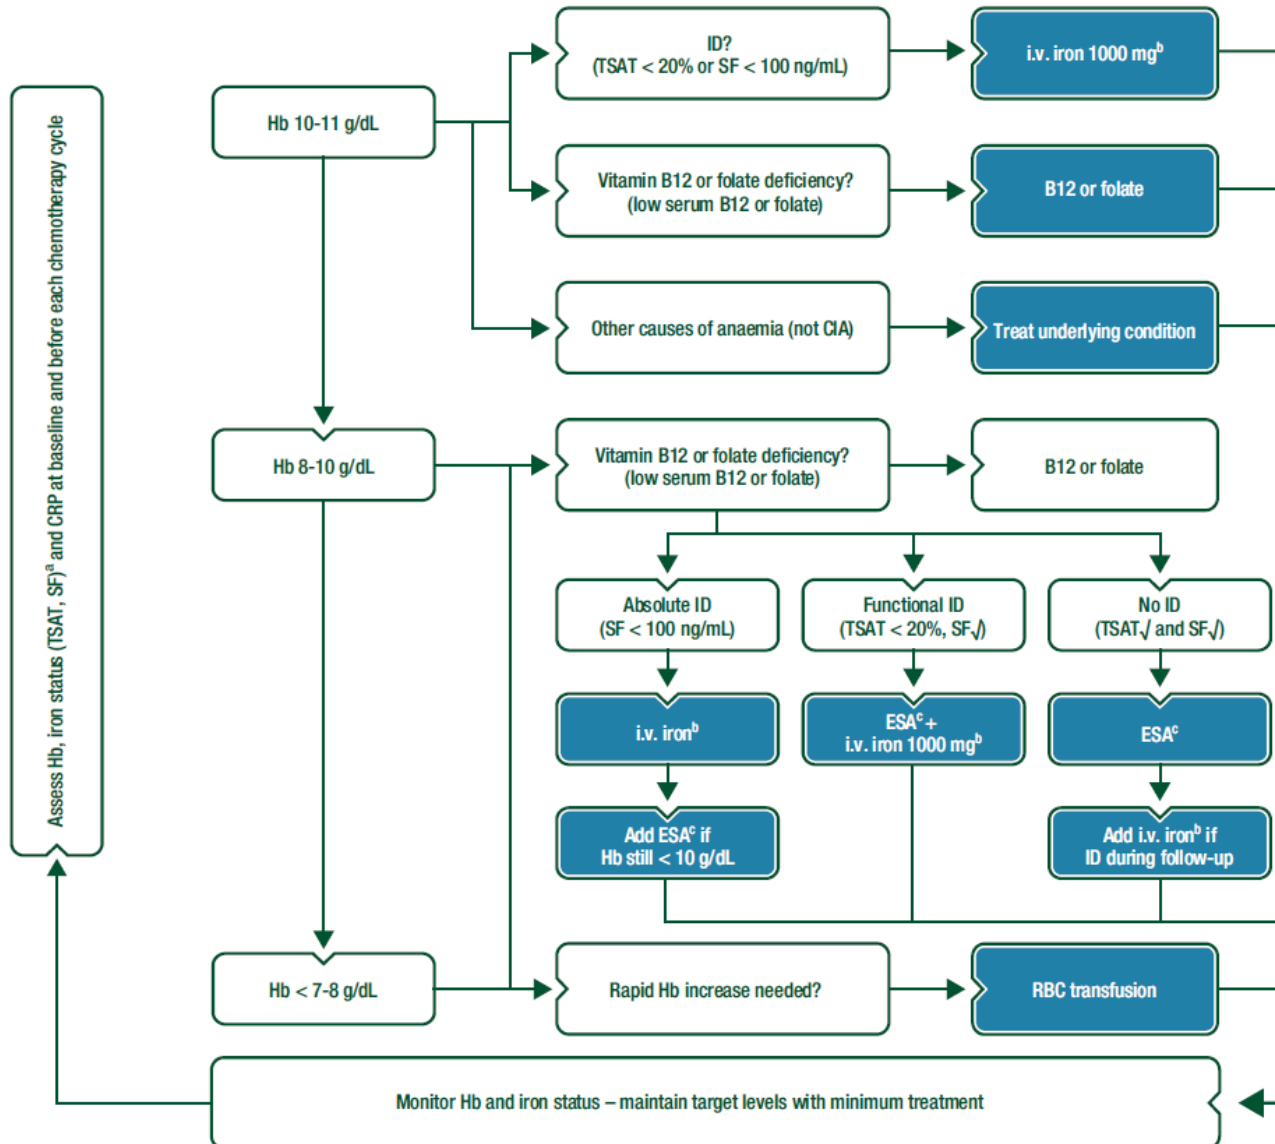 Assess Hb, iron status (TSAT, SF)a and CRP at baseline and before each chemotherapy cycle
Hb 10-11 g/dL
ID?
(TSAT < 20% or SF < 100 ng/mL)
i.v. iron 1000 mgb
Vitamin B12 or folate deficiency?
(low serum B12 or folate)
B12 or folate
Other causes of anaemia (not CIA)
Treat underlying condition
Hb 8-10 g/dL
Vitamin B12 or folate deficiency?
(low serum B12 or folate)
B12 or folate
Absolute ID
(SF < 100 ng/mL)
Functional ID
(TSAT < 20%, SF√)
No ID
(TSAT√ and SF√)
i.v. ironb
ESAc +
i.v. iron 1000 mgb
ESAc
Add ESAc if
Hb still < 10 g/dL
Add i.v. ironb if
ID during follow-up
Hb < 7-8 g/dL
Rapid Hb increase needed?
RBC transfusion
Monitor Hb and iron status – maintain target levels with minimum treatment